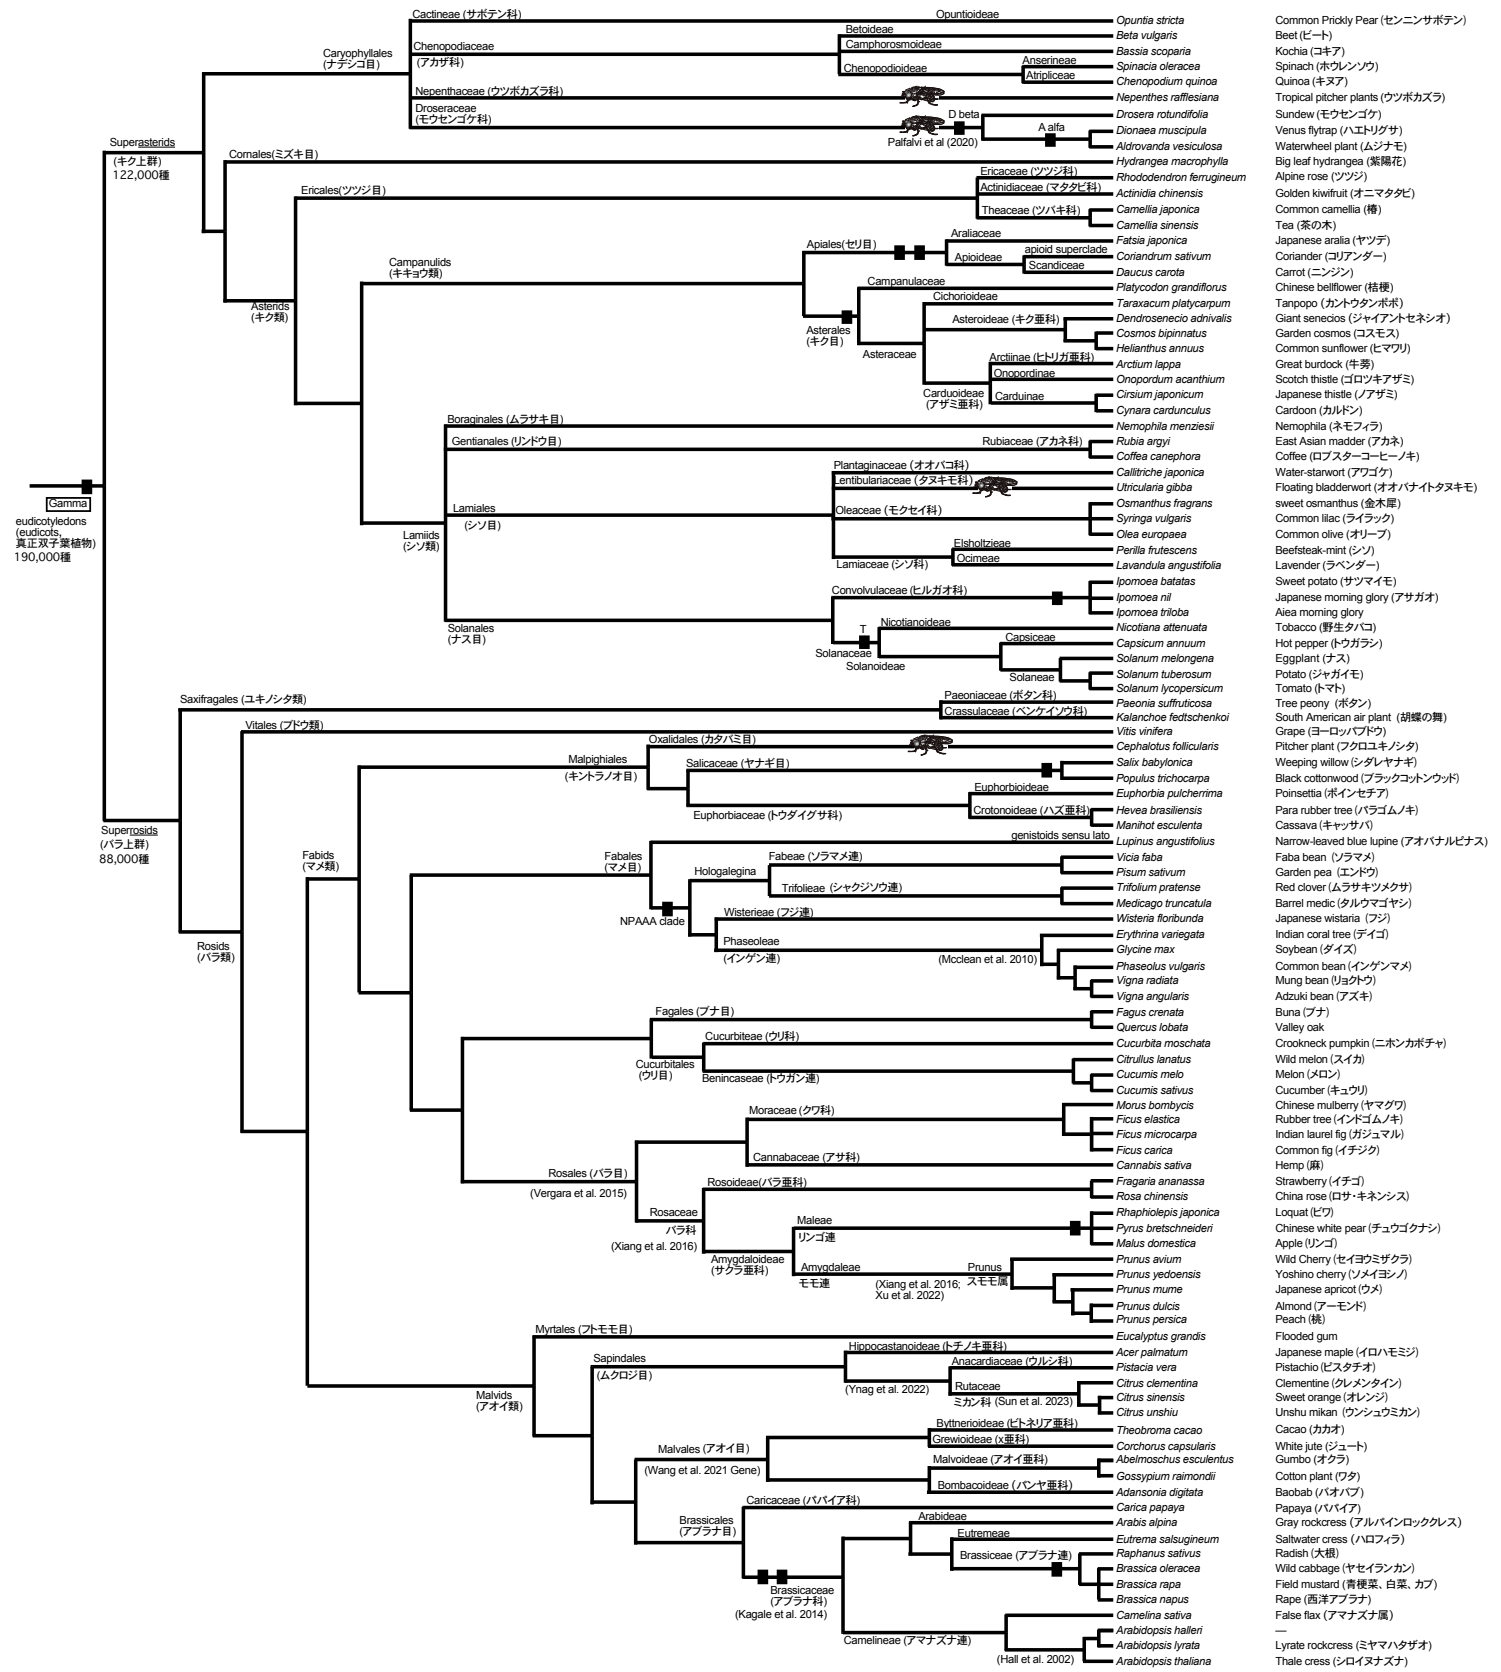 Cactineae (サボテン科)
Opuntioideae
Opuntia stricta
Common Prickly Pear (センニンサボテン)
Betoideae
Beta vulgaris
Beet (ビート)
Caryophyllales
(ナデシコ目)
Chenopodiaceae
(アカザ科)
Camphorosmoideae
Bassia scoparia
Kochia (コキア)
Anserineae
Spinacia oleracea
Spinach (ホウレンソウ)
Chenopodioideae
Atripliceae
Chenopodium quinoa
Quinoa (キヌア)
Nepenthaceae (ウツボカズラ科)
Nepenthes rafflesiana
Tropical pitcher plants (ウツボカズラ)
Droseraceae
(モウセンゴケ科)
D beta
Drosera rotundifolia
Sundew (モウセンゴケ)
A alfa
Dionaea muscipula
Venus flytrap (ハエトリグサ)
Palfalvi et al (2020)
Aldrovanda vesiculosa
Waterwheel plant (ムジナモ)
Superasterids
(キク上群)
122,000種
Cornales(ミズキ目)
Hydrangea macrophylla
Big leaf hydrangea (紫陽花)
Ericaceae (ツツジ科)
Rhododendron ferrugineum
Alpine rose (ツツジ)
Ericales(ツツジ目)
Actinidiaceae (マタタビ科)
Actinidia chinensis
Golden kiwifruit (オニマタタビ)
Theaceae (ツバキ科)
Camellia japonica
Common camellia (椿)
Camellia sinensis
Tea (茶の木)
Araliaceae
Fatsia japonica
Japanese aralia (ヤツデ)
Apiales(セリ目)
Apioideae
apioid superclade
Coriandrum sativum
Coriander (コリアンダー)
Scandiceae
Daucus carota
Carrot (ニンジン)
Campanulids
(キキョウ類)
Campanulaceae
Platycodon grandiflorus
Chinese bellflower (桔梗)
Cichorioideae
Taraxacum platycarpum
Tanpopo (カントウタンポポ)
Asterids
(キク類)
Asterales
(キク目)
Asteroideae (キク亜科)
Dendrosenecio adnivalis
Giant senecios (ジャイアントセネシオ)
Cosmos bipinnatus
Garden cosmos (コスモス)
Asteraceae
Helianthus annuus
Common sunflower (ヒマワリ)
Arctiinae (ヒトリガ亜科)
Arctium lappa
Great burdock (牛蒡)
Onopordinae
Onopordum acanthium
Scotch thistle (ゴロツキアザミ)
Carduoideae
(アザミ亜科)
Carduinae
Cirsium japonicum
Japanese thistle (ノアザミ)
Cynara cardunculus
Cardoon (カルドン)
Boraginales (ムラサキ目)
Nemophila menziesii
Nemophila (ネモフィラ)
Gentianales (リンドウ目)
Rubiaceae (アカネ科)
Rubia argyi
East Asian madder (アカネ)
Coffea canephora
Coffee (ロブスターコーヒーノキ)
Plantaginaceae (オオバコ科)
Callitriche japonica
Water-starwort (アワゴケ)
Lentibulariaceae (タヌキモ科)
Utricularia gibba
Floating bladderwort (オオバナイトタヌキモ)
Gamma
eudicotyledons
(eudicots,
真正双子葉植物)
190,000種
Lamiids
(シソ類)
Lamiales
(シソ目)
Oleaceae (モクセイ科)
Osmanthus fragrans
sweet osmanthus (金木犀)
Syringa vulgaris
Common lilac (ライラック)
Olea europaea
Common olive (オリーブ)
Lamiaceae (シソ科)
Elsholtzieae
Perilla frutescens
Beefsteak-mint (シソ)
Ocimeae
Lavandula angustifolia
Lavender (ラベンダー)
Convolvulaceae (ヒルガオ科)
Ipomoea batatas
Sweet potato (サツマイモ)
Ipomoea nil
Japanese morning glory (アサガオ)
Ipomoea triloba
Aiea morning glory
Solanales
(ナス目)
T
Nicotianoideae
Nicotiana attenuata
Tobacco (野生タバコ)
Solanaceae
Capsiceae
Capsicum annuum
Hot pepper (トウガラシ)
Solanoideae
Solanum melongena
Eggplant (ナス)
Solaneae
Solanum tuberosum
Potato (ジャガイモ)
Solanum lycopersicum
Tomato (トマト)
Saxifragales (ユキノシタ類)
Paeoniaceae (ボタン科)
Paeonia suffruticosa
Tree peony (ボタン)
Crassulaceae (ベンケイソウ科)
Kalanchoe fedtschenkoi
South American air plant (胡蝶の舞)
Vitales (ブドウ類)
Vitis vinifera
Grape (ヨーロッパブドウ)
Oxalidales (カタバミ目)
Cephalotus follicularis
Pitcher plant (フクロユキノシタ)
Malpighiales
(キントラノオ目)
Salicaceae (ヤナギ目)
Salix babylonica
Weeping willow (シダレヤナギ)
Populus trichocarpa
Black cottonwood (ブラックコットンウッド)
Euphorbioideae
Euphorbia pulcherrima
Poinsettia (ポインセチア)
Euphorbiaceae (トウダイグサ科)
Crotonoideae (ハズ亜科)
Hevea brasiliensis
Para rubber tree (パラゴムノキ)
Manihot esculenta
Cassava (キャッサバ)
Superrosids
(バラ上群)
88,000種
genistoids sensu lato
Lupinus angustifolius
Narrow-leaved blue lupine (アオバナルピナス)
Fabids
(マメ類)
Fabales
(マメ目)
Fabeae (ソラマメ連)
Vicia faba
Faba bean (ソラマメ)
Hologalegina
Pisum sativum
Garden pea (エンドウ)
Trifolieae (シャクジソウ連)
Trifolium pratense
Red clover (ムラサキツメクサ)
Medicago truncatula
Barrel medic (タルウマゴヤシ)
NPAAA clade
Wisterieae (フジ連)
Wisteria floribunda
Japanese wistaria (フジ)
Rosids
(バラ類)
Phaseoleae
(インゲン連)
(Mcclean et al. 2010)
Erythrina variegata
Indian coral tree (デイゴ)
Glycine max
Soybean (ダイズ)
Phaseolus vulgaris
Common bean (インゲンマメ)
Vigna radiata
Mung bean (リョクトウ)
Vigna angularis
Adzuki bean (アズキ)
Fagales (ブナ目)
Fagus crenata
Buna (ブナ)
Quercus lobata
Valley oak
Cucurbitales
(ウリ目)
Cucurbiteae (ウリ科)
Cucurbita moschata
Crookneck pumpkin (ニホンカボチャ)
Citrullus lanatus
Wild melon (スイカ)
Benincaseae (トウガン連)
Cucumis melo
Melon (メロン)
Cucumis sativus
Cucumber (キュウリ)
Moraceae (クワ科)
Morus bombycis
Chinese mulberry (ヤマグワ)
Ficus elastica
Rubber tree (インドゴムノキ)
Ficus microcarpa
Indian laurel fig (ガジュマル)
Ficus carica
Common fig (イチジク)
Cannabaceae (アサ科)
Cannabis sativa
Hemp (麻)
Rosales (バラ目)
(Vergara et al. 2015)
Rosoideae(バラ亜科)
Fragaria ananassa
Strawberry (イチゴ)
Rosa chinensis
China rose (ロサ・キネンシス)
Rosaceae
バラ科
(Xiang et al. 2016)
Maleae
リンゴ連
Rhaphiolepis japonica
Loquat (ビワ)
Pyrus bretschneideri
Chinese white pear (チュウゴクナシ)
Malus domestica
Apple (リンゴ)
Amygdaloideae
(サクラ亜科)
Amygdaleae
モモ連
(Xiang et al. 2016;
Xu et al. 2022)
Prunus
スモモ属
Prunus avium
Wild Cherry (セイヨウミザクラ)
Prunus yedoensis
Yoshino cherry (ソメイヨシノ)
Prunus mume
Japanese apricot (ウメ)
Prunus dulcis
Almond (アーモンド)
Prunus persica
Peach (桃)
Myrtales (フトモモ目)
Eucalyptus grandis
Flooded gum
Hippocastanoideae (トチノキ亜科)
Acer palmatum
Japanese maple (イロハモミジ)
Sapindales
(ムクロジ目)
Anacardiaceae (ウルシ科)
Pistacia vera
Pistachio (ピスタチオ)
(Ynag et al. 2022)
Rutaceae
ミカン科 (Sun et al. 2023)
Citrus clementina
Clementine (クレメンタイン)
Citrus sinensis
Sweet orange (オレンジ)
Citrus unshiu
Unshu mikan (ウンシュウミカン)
Malvids
(アオイ類)
Byttnerioideae (ビトネリア亜科)
Theobroma cacao
Cacao (カカオ)
Malvales (アオイ目)
(Wang et al. 2021 Gene)
Grewioideae (x亜科)
Corchorus capsularis
White jute (ジュート)
Malvoideae (アオイ亜科)
Abelmoschus esculentus
Gumbo (オクラ)
Gossypium raimondii
Cotton plant (ワタ)
Bombacoideae (パンヤ亜科)
Adansonia digitata
Baobab (バオバブ)
Caricaceae (パパイア科)
Carica papaya
Papaya (パパイア)
Brassicales
(アブラナ目)
Arabideae
Arabis alpina
Gray rockcress (アルパインロッククレス)
Eutremeae
Eutrema salsugineum
Saltwater cress (ハロフィラ)
Brassiceae (アブラナ連)
Raphanus sativus
Radish (大根)
Brassica oleracea
Wild cabbage (ヤセイランカン)
Brassicaceae
(アブラナ科)
(Kagale et al. 2014)
Brassica rapa
Field mustard (青梗菜、白菜、カブ)
Brassica napus
Rape (西洋アブラナ)
Camelina sativa
False flax (アマナズナ属)
Camelineae (アマナズナ連)
Arabidopsis halleri
—
Arabidopsis lyrata
Lyrate rockcress (ミヤマハタザオ)
(Hall et al. 2002)
Arabidopsis thaliana
Thale cress (シロイヌナズナ)